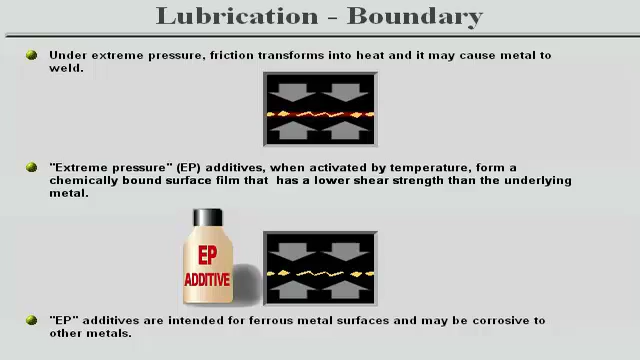 Lubrication - Boundary
Under extreme pressure, friction transforms into heat and it may cause metal to
weld.
"Extreme pressure" (EP) additives, when activated by temperature, form a
chemically bound surface film that has a lower shear strength than the underlying
metal.
EP
ADDITIVE
"EP" additives are intended for ferrous metal surfaces and may be corrosive to
other metals.